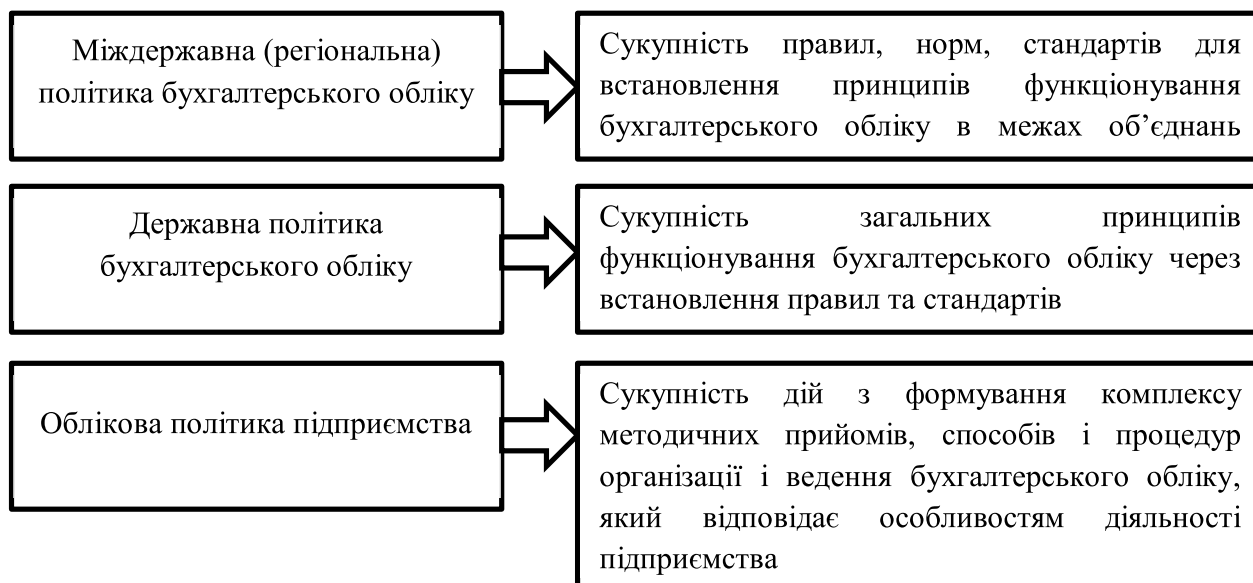 Міждержавна (регіональна)
політика бухгалтерського обліку
Сукупність правил, норм, стандартів для
встановлення принципів функціонування
бухгалтерського обліку в межах об’єднань
Державна політика
бухгалтерського обліку
Сукупність загальних принципів
функціонування бухгалтерського обліку через
встановлення правил та стандартів
Облікова політика підприємства
Сукупність дій з формування комплексу
методичних прийомів, способів і процедур
організації і ведення бухгалтерського обліку,
який відповідає особливостям діяльності
підприємства